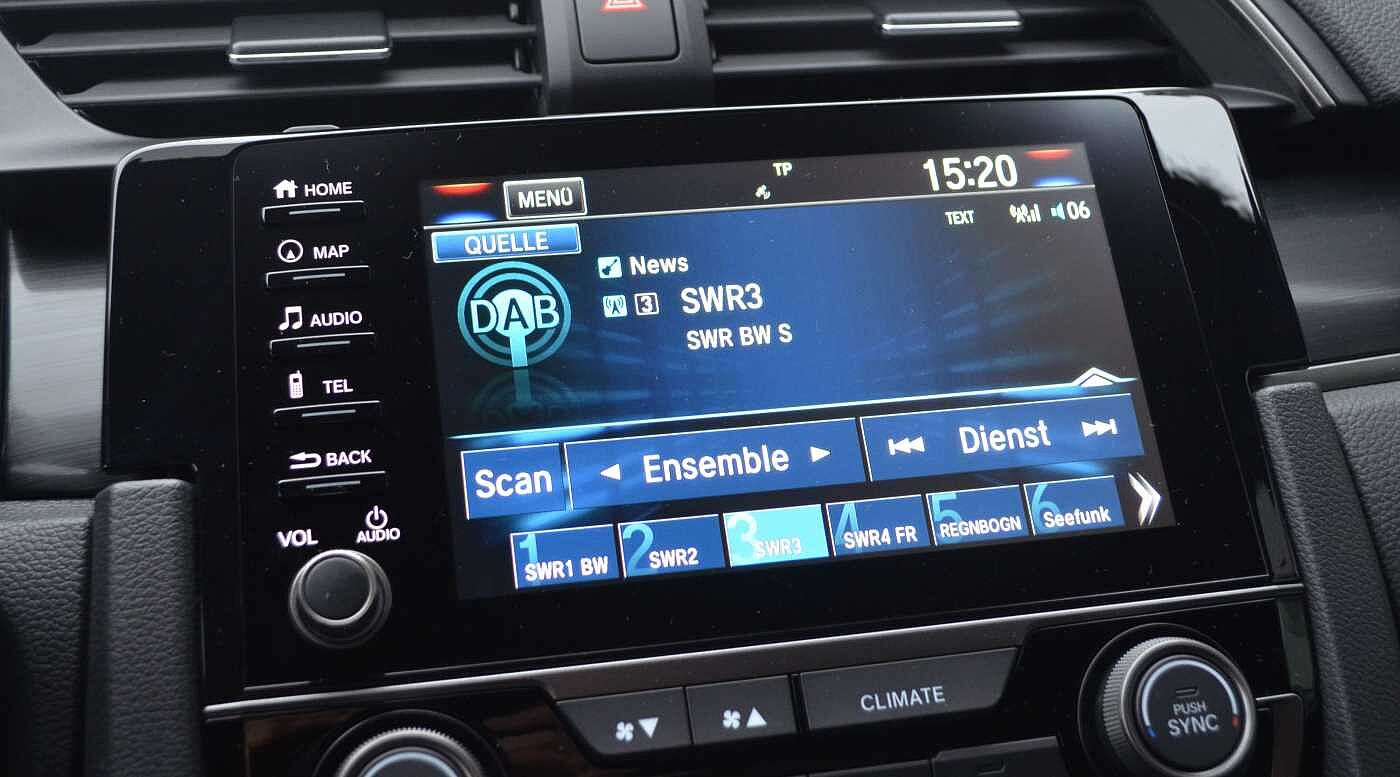 HOME
MAP
AUDIO
TEL
BACK
VOL
AUDIO
MENÜ
TP
15:20
QUELLE
TEXT
06
DAB
News
3 SWR3
SWR BW S
Scan
Ensemble
Dienst
1 SWR1 BW
2 SWR2
3 SWR3
4 SWR4 FR
5 REGNBOGN
6 Seefunk
CLIMATE
PUSH
SYNC